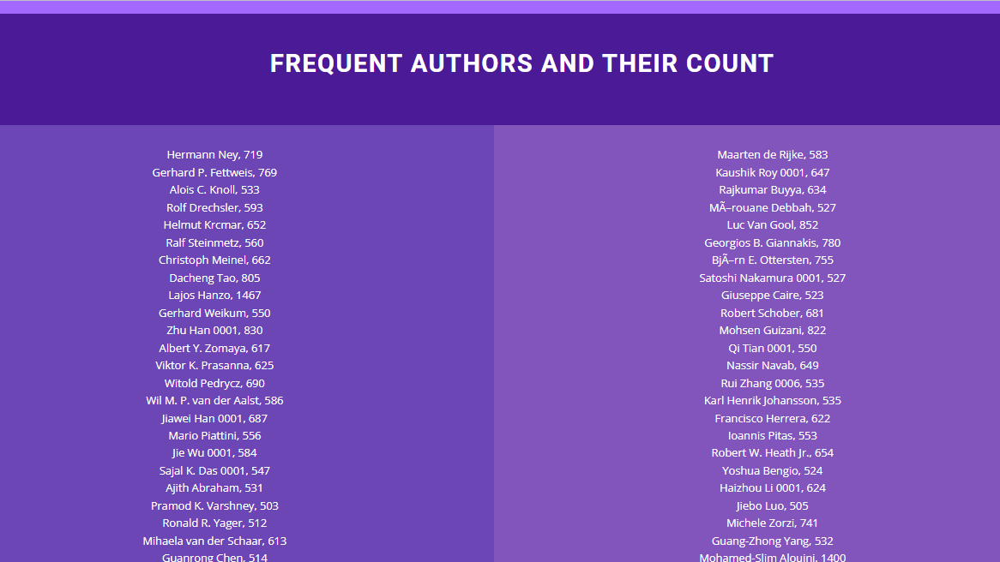 FREQUENT AUTHORS AND THEIR COUNT
Hermann Ney, 719
Gerhard P. Fettweis, 769
Alois C. Knoll, 533
Rolf Drechsler, 593
Helmut Krcmar, 652
Ralf Steinmetz, 560
Christoph Meinel, 662
Dacheng Tao, 805
Lajos Hanzo, 1467
Gerhard Weikum, 550
Zhu Han 0001, 830
Albert Y. Zomaya, 617
Viktor K. Prasanna, 625
Witold Pedrycz, 690
Wil M. P. van der Aalst, 586
Jiawei Han 0001, 687
Mario Piattini, 556
Jie Wu 0001, 584
Sajal K. Das 0001, 547
Ajith Abraham, 531
Pramod K. Varshney, 503
Ronald R. Yager, 512
Mihaela van der Schaar, 613
Guanrong Chen, 514
Maarten de Rijke, 583
Kaushik Roy 0001, 647
Rajkumar Buyya, 634
MÃ–rouane Debbah, 527
Luc Van Gool, 852
Georgios B. Giannakis, 780
BjÃ–rn E. Ottersten, 755
Satoshi Nakamura 0001, 527
Giuseppe Caire, 523
Robert Schober, 681
Mohsen Guizani, 822
Qi Tian 0001, 550
Nassir Navab, 649
Rui Zhang 0006, 535
Karl Henrik Johansson, 535
Francisco Herrera, 622
Ioannis Pitas, 553
Robert W. Heath Jr., 654
Yoshua Bengio, 524
Haizhou Li 0001, 624
Jiebo Luo, 505
Michele Zorzi, 741
Guang-Zhong Yang, 532
Mohamed-Slim Alouini, 1400